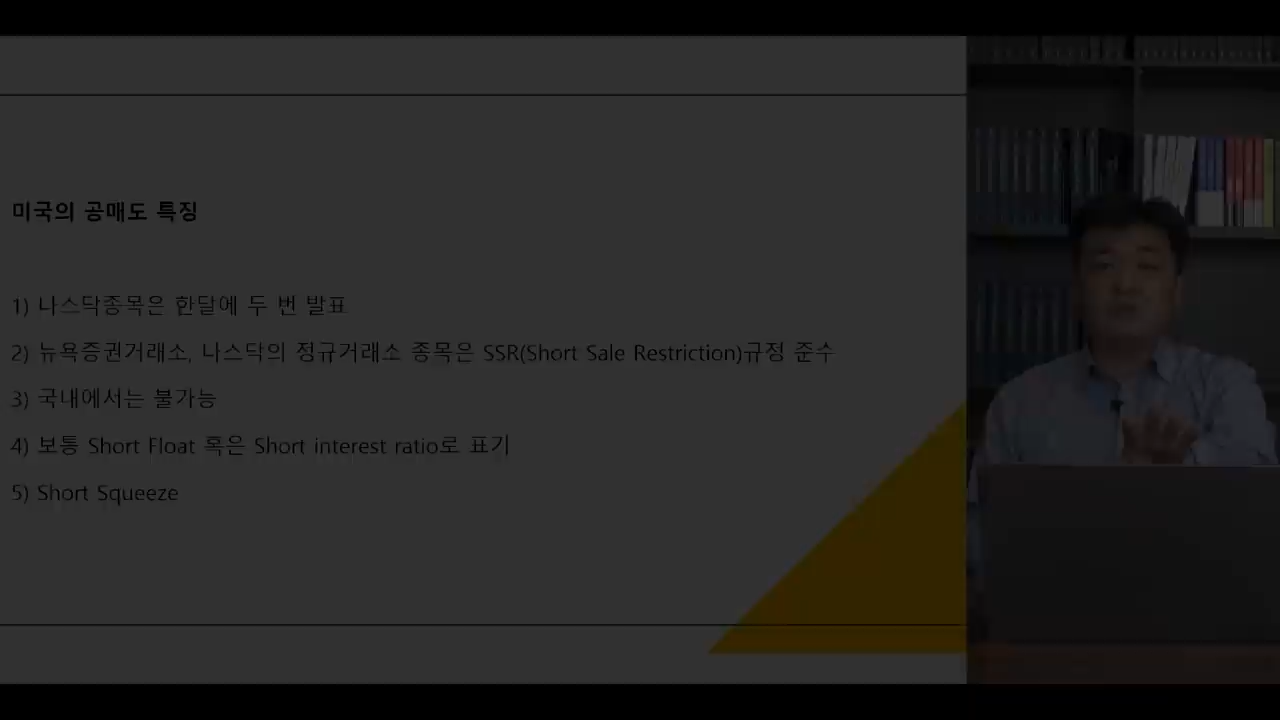 미국의 공매도 특징
1) 나스닥종목은 한달에 두 번 발표
2) 뉴욕증권거래소, 나스닥의 정규거래소 종목은 SSR(Short Sale Restriction)규정 준수
3) 국내에서는 불가능
4) 보통 Short Float 혹은 Short interest ratio로 표기
5) Short Squeeze